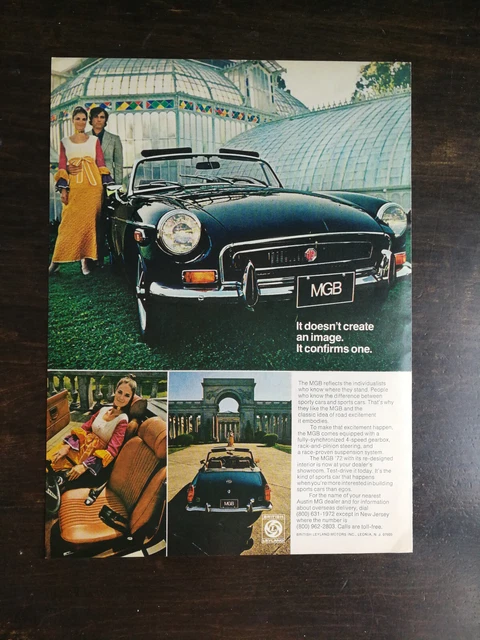 MGB
It doesn't create
an image.
It confirms one.
The MGB reflects the individualists
who know where they stand. People
who know the difference between
sporty cars and sports cars. That's why
they like the MGB and the
classic idea of road excitement
it embodies.
To make that excitement happen,
the MGB comes equipped with a
fully-synchronized 4-speed gearbox,
rack-and-pinion steering, and
a race-proven suspension system.
The MGB '72 with its re-designed
interior is now at your dealer's
showroom. Test-drive it today. It's the
kind of sports car that happens
when you're more interested in building
sports cars than egos.
For the name of your nearest
Austin MG dealer and for information
about overseas delivery, dial
(800) 631-1972 except in New Jersey
where the number is
(800) 962-2803. Calls are toll-free.
BRITISH LEYLAND MOTORS INC., LEONIA, N. J. 07605
MGB
BRITISH
LEYLAND